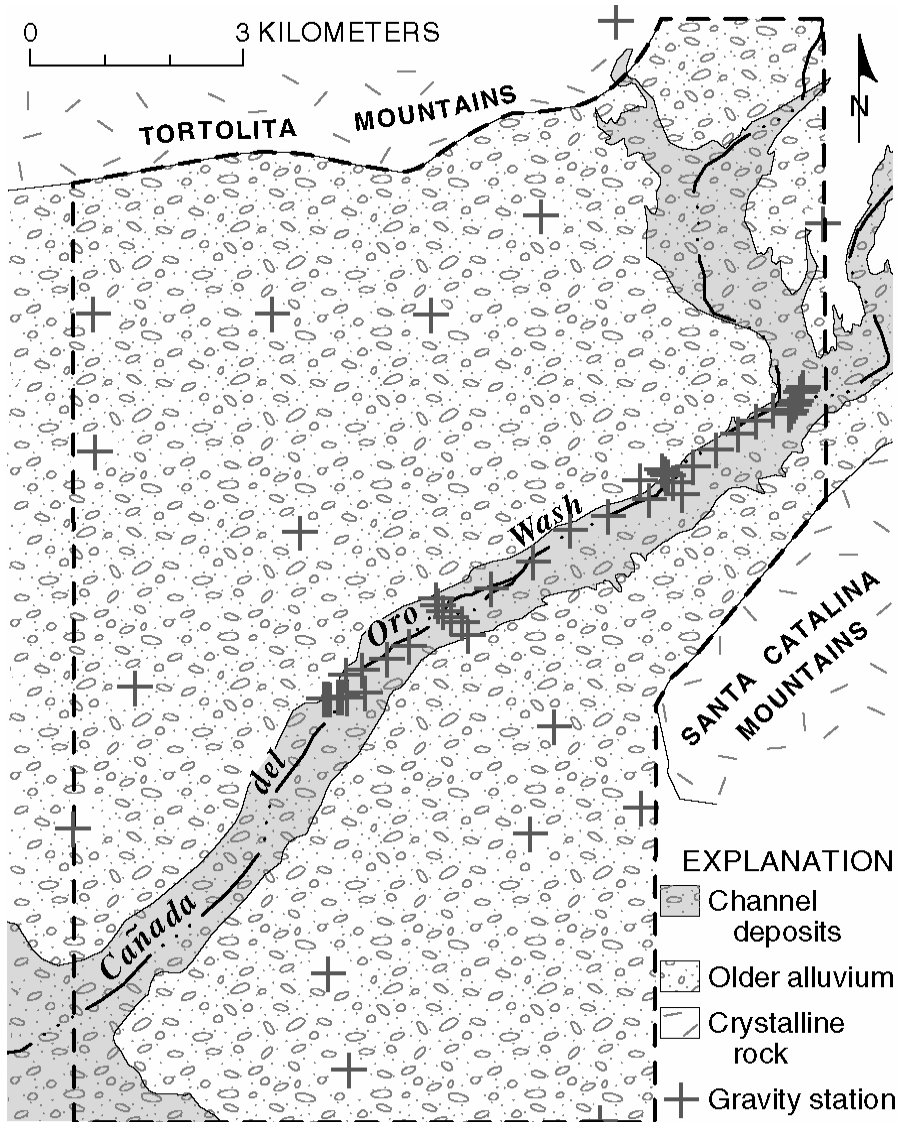 0 3 KILOMETERS
TORTOLITA MOUNTAINS
N
Cañada del Oro Wash
SANTA CATALINA
MOUNTAINS
EXPLANATION
Channel
deposits
Older alluvium
Crystalline
rock
Gravity station